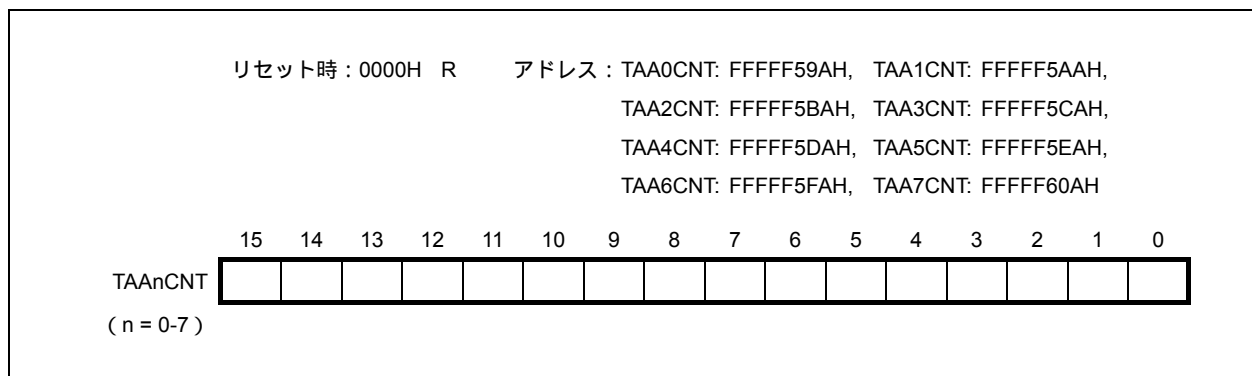 リセット時：0000H R アドレス：TAA0CNT: FFFFF59AH, TAA1CNT: FFFFF5AAH,
TAA2CNT: FFFFF5BAH, TAA3CNT: FFFFF5CAH,
TAA4CNT: FFFFF5DAH, TAA5CNT: FFFFF5EAH,
TAA6CNT: FFFFF5FAH, TAA7CNT: FFFFF60AH
15 14 13 12 11 10 9 8 7 6 5 4 3 2 1 0
TAAnCNT
（n = 0-7）